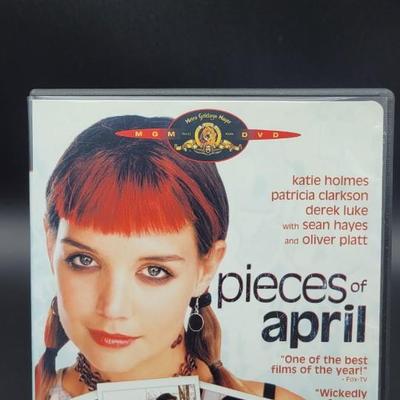 Metro Goldwyn Mayer
MGM DVD
katie holmes
patricia clarkson
derek luke
with sean hayes
and oliver platt
pieces of
april
"One of the best
films of the year!"
- Fox-TV
"Wickedly